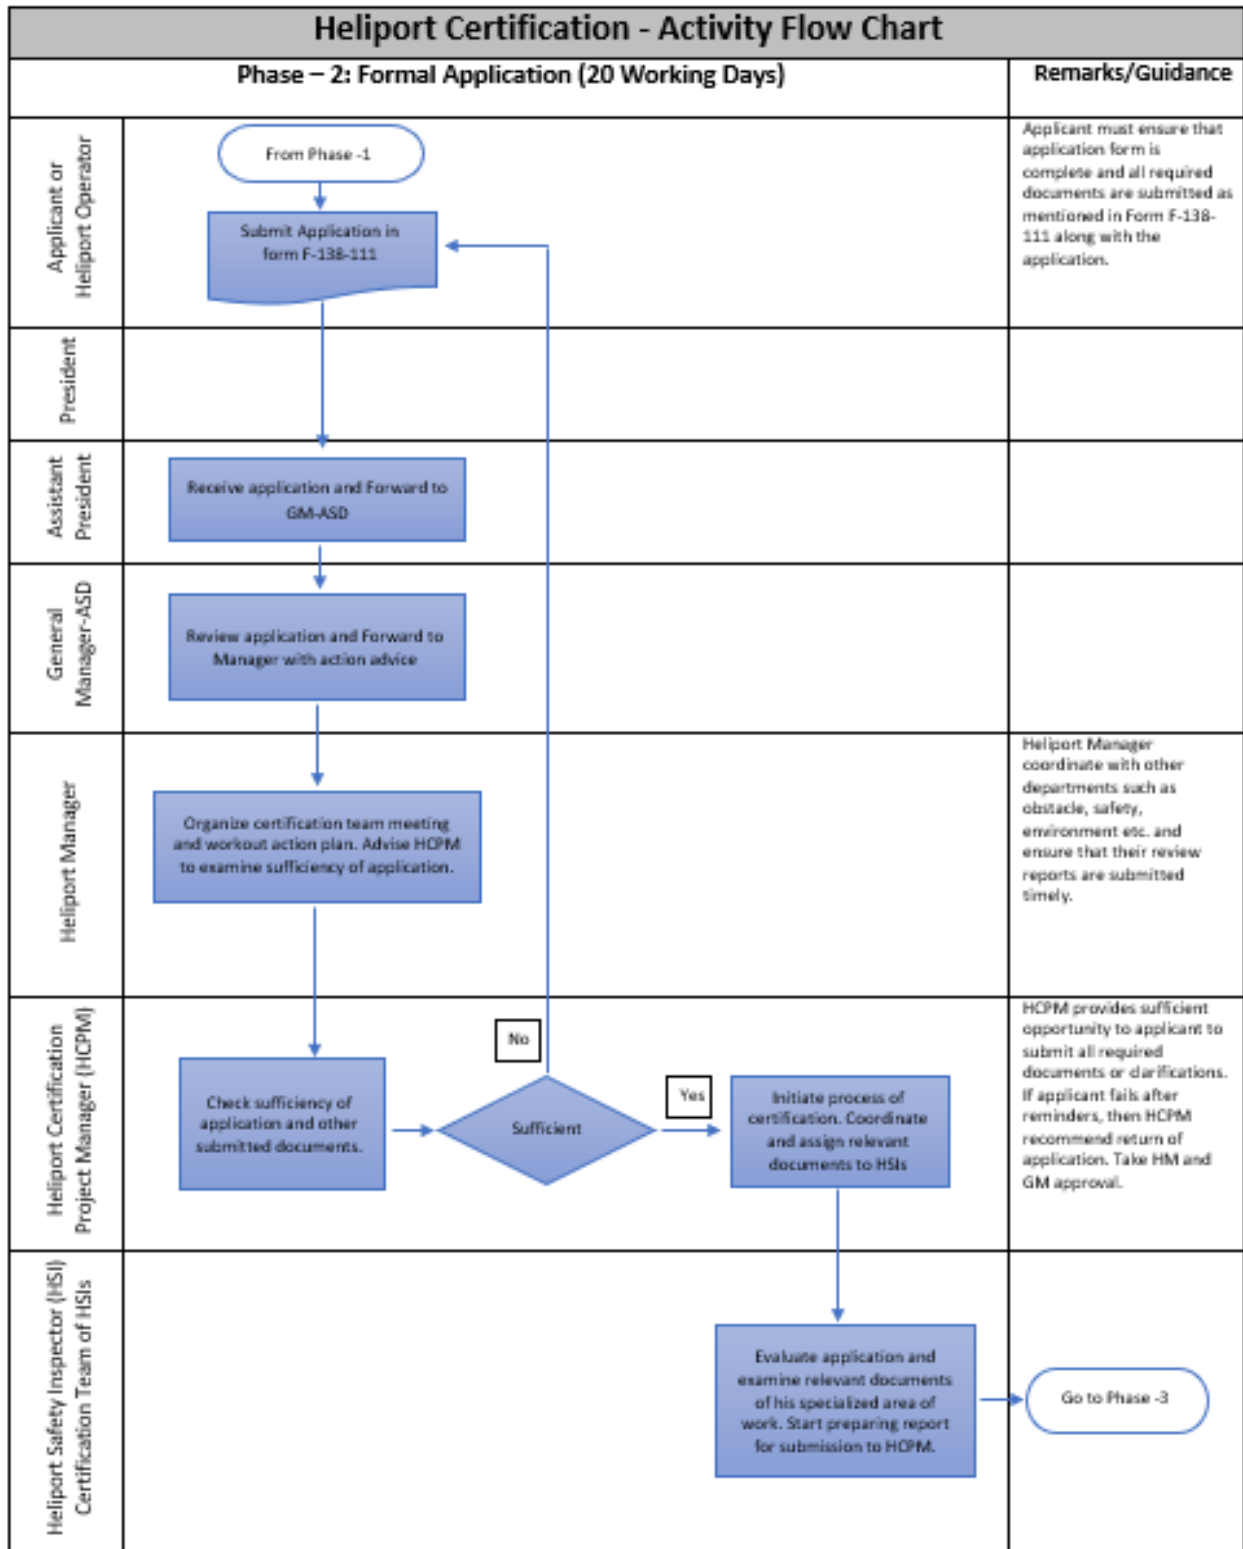 Heliport Certification - Activity Flow Chart
Phase – 2: Formal Application (20 Working Days)
Remarks/Guidance
Applicant or
Heliport Operator
From Phase -1
Submit Application in
form F-138-111
Applicant must ensure that
application form is
complete and all required
documents are submitted as
mentioned in Form F-138-
111 along with the
application.
President
Assistant
President
Receive application and Forward to
GM-ASD
General
Manager-ASD
Review application and Forward to
Manager with action advice
Heliport Manager
Organize certification team meeting
and workout action plan. Advise HCPM
to examine sufficiency of application.
Heliport Manager
coordinate with other
departments such as
obstacle, safety,
environment etc. and
ensure that their review
reports are submitted
timely.
Heliport Certification
Project Manager (HCPM)
Check sufficiency of
application and other
submitted documents.
Sufficient
No
Yes
Initiate process of
certification. Coordinate
and assign relevant
documents to HSIs
HCPM provides sufficient
opportunity to applicant to
submit all required
documents or clarifications.
If applicant fails after
reminders, then HCPM
recommend return of
application. Take HM and
GM approval.
Heliport Safety Inspector (HSI)
Certification Team of HSIs
Evaluate application and
examine relevant documents
of his specialized area of
work. Start preparing report
for submission to HCPM.
Go to Phase -3